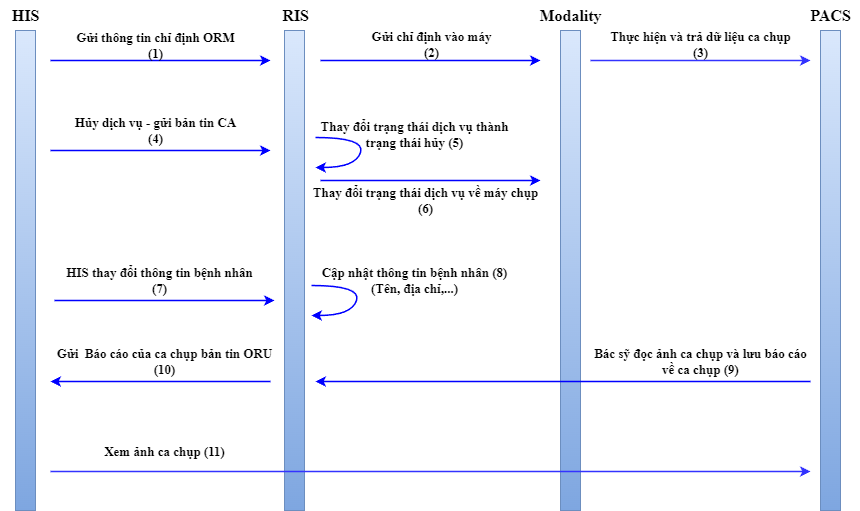 HIS
RIS
Modality
PACS
Gửi thông tin chỉ định ORM
(1)
Gửi chỉ định vào máy
(2)
Thực hiện và trả dữ liệu ca chụp
(3)
Hủy dịch vụ - gửi bản tin CA
(4)
Thay đổi trạng thái dịch vụ thành
trạng thái hủy (5)
Thay đổi trạng thái dịch vụ về máy chụp
(6)
HIS thay đổi thông tin bệnh nhân
(7)
Cập nhật thông tin bệnh nhân (8)
(Tên, địa chỉ,...)
Gửi Báo cáo của ca chụp bản tin ORU
(10)
Bác sỹ đọc ảnh ca chụp và lưu báo cáo
về ca chụp (9)
Xem ảnh ca chụp (11)